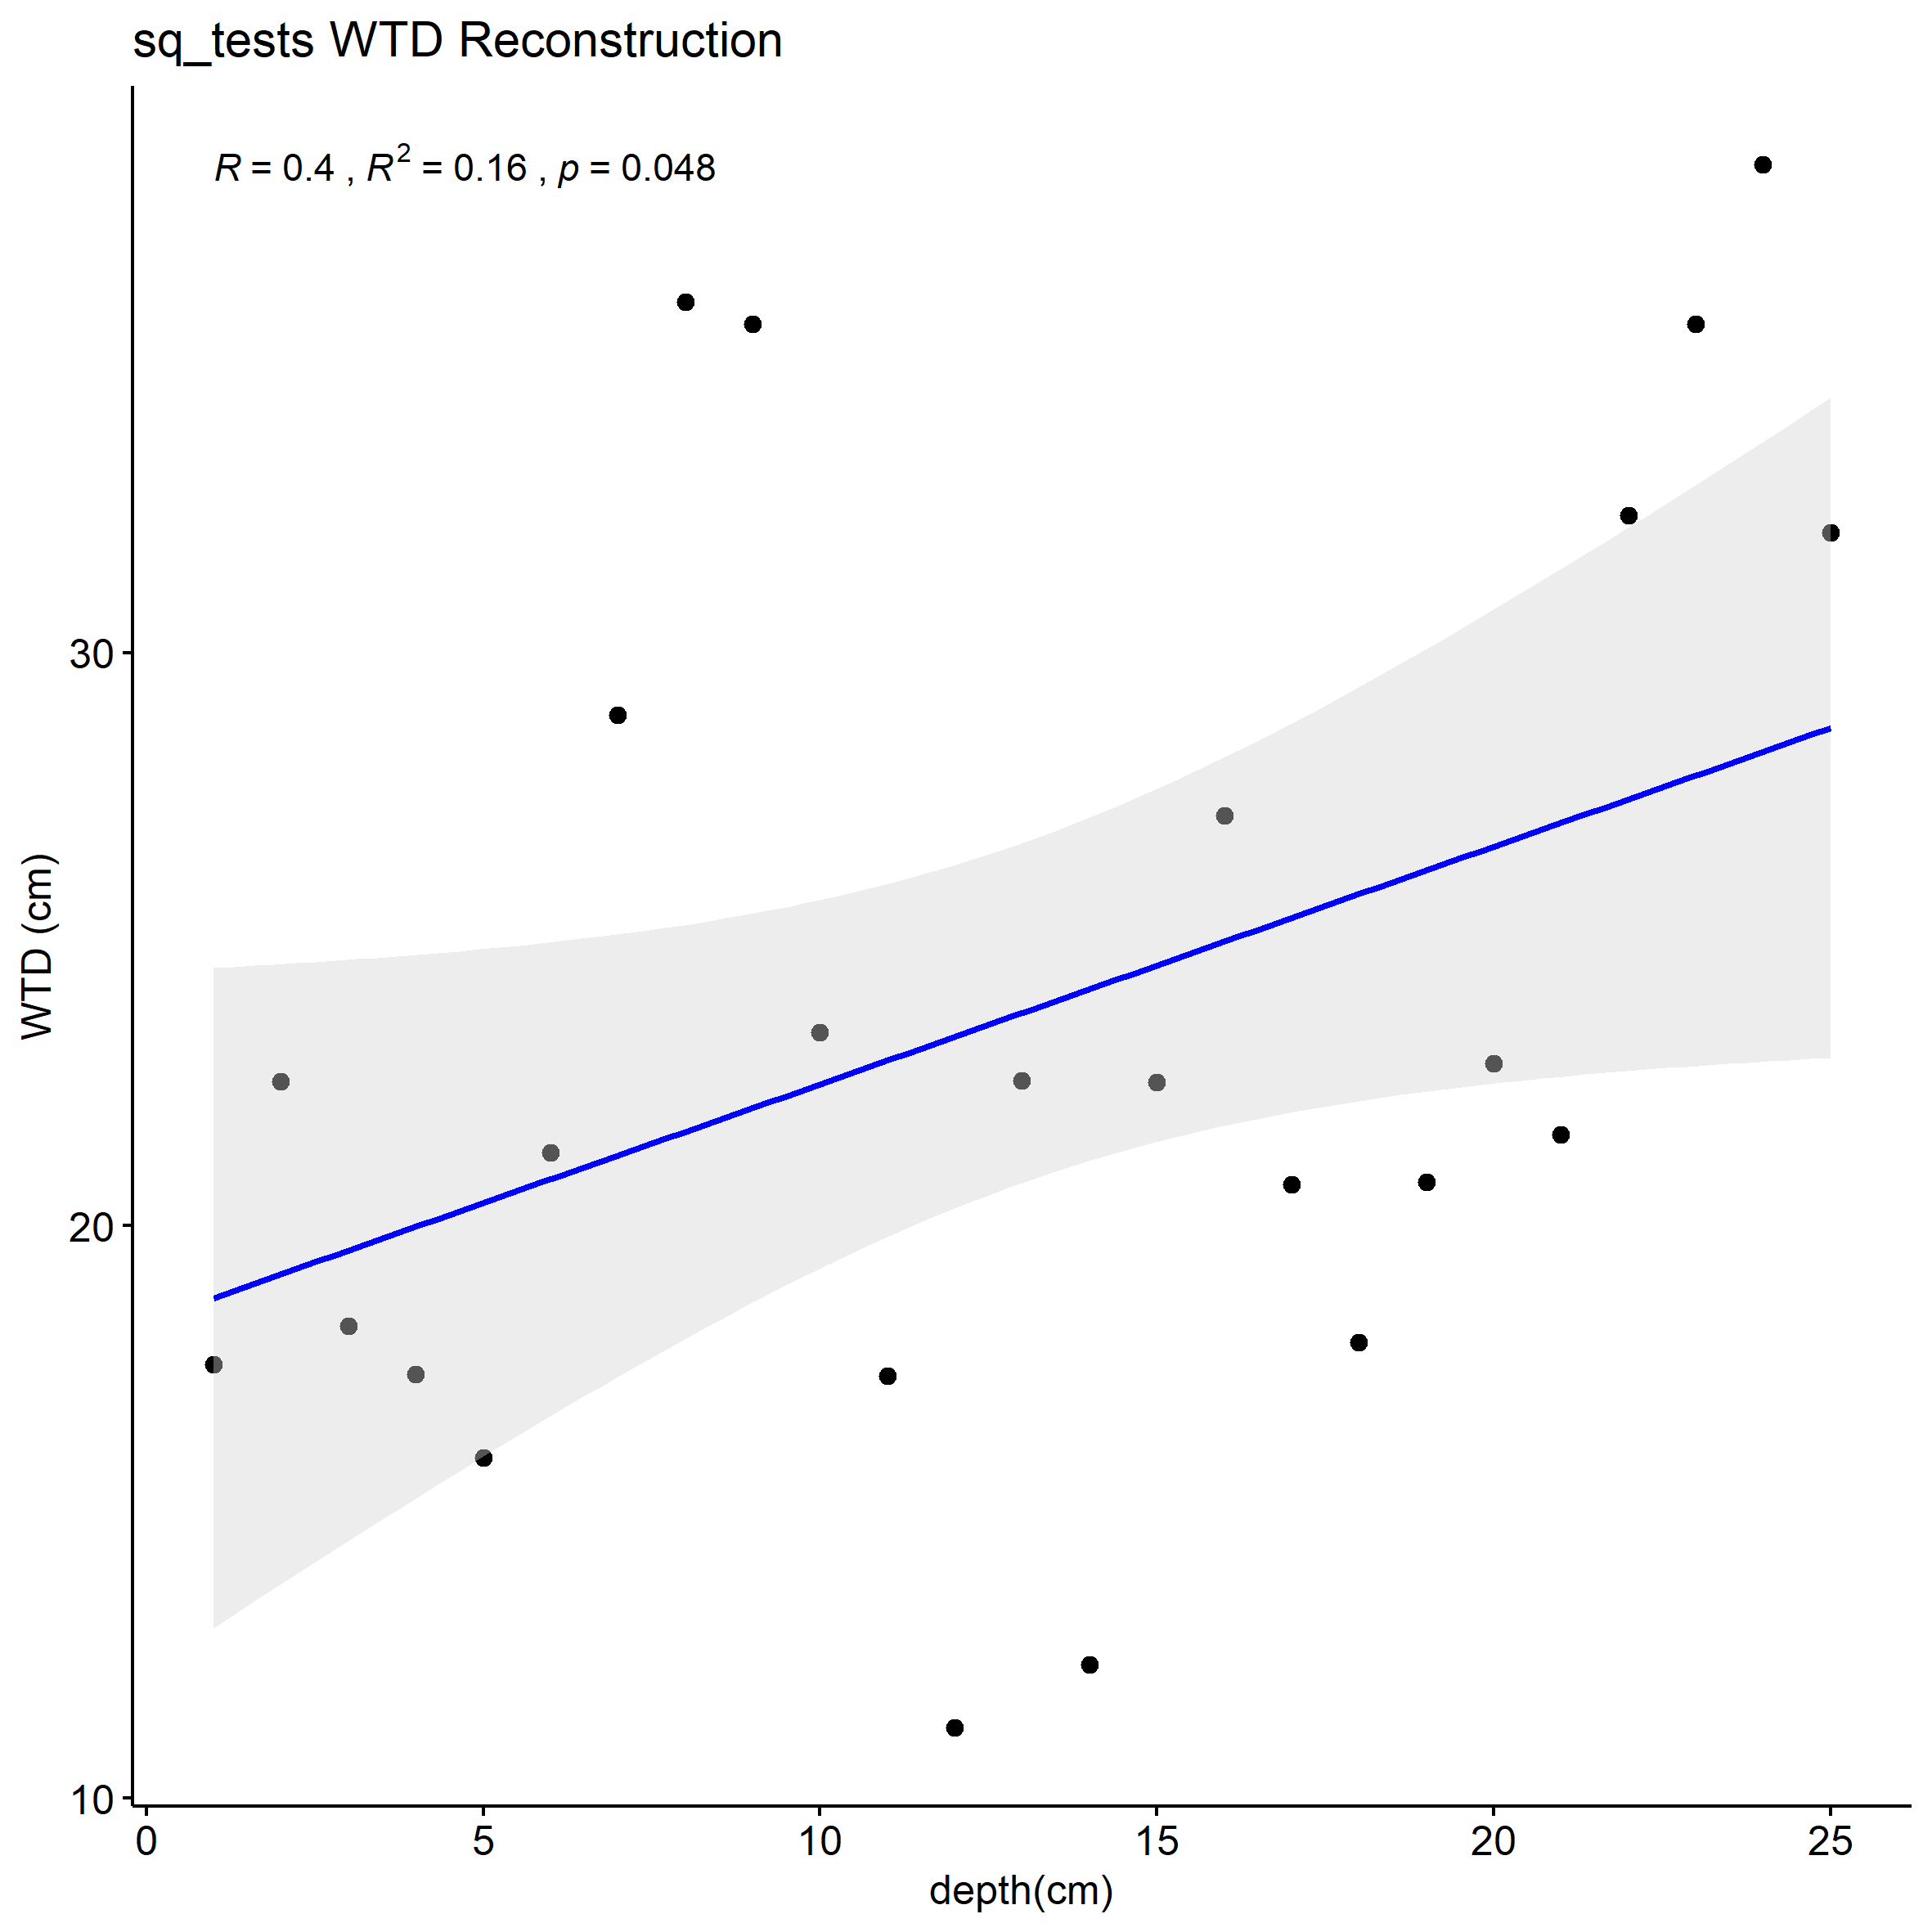 sq_tests WTD Reconstruction
R = 0.4 , R² = 0.16 , p = 0.048
WTD (cm)
30
20
10
0 5 10 15 20 25
depth(cm)